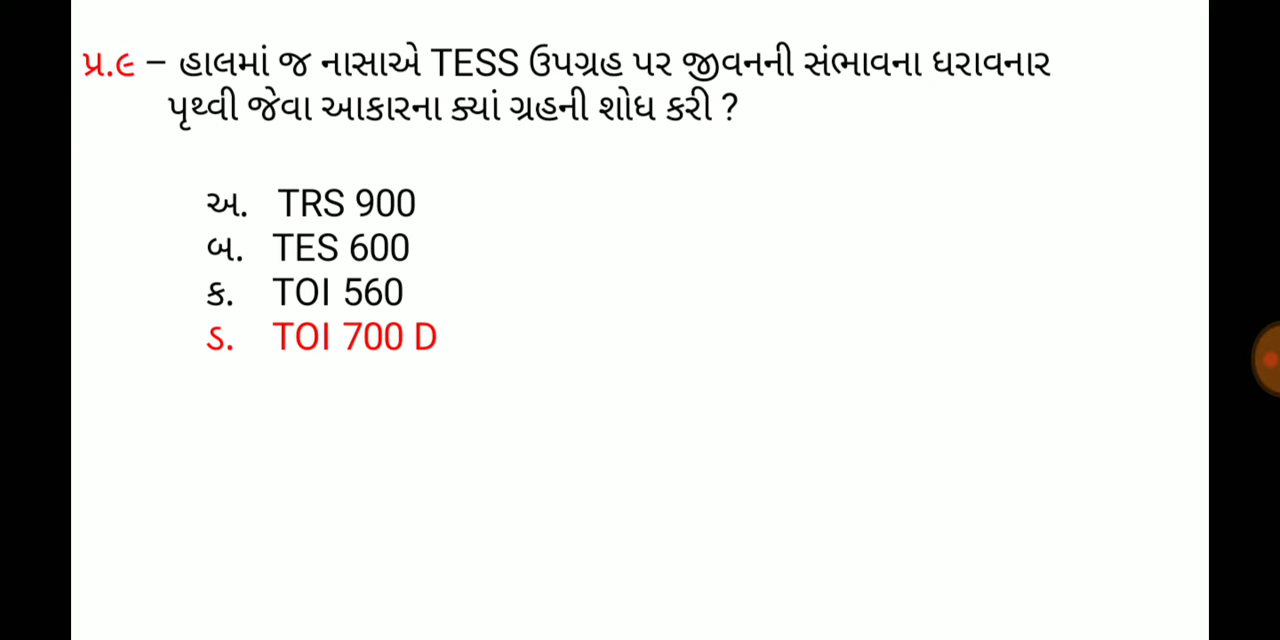 પ્ર.૯ – હાલમાં જ નાસાએ TESS ઉપગ્રહ પર જીવનની સંભાવના ધરાવનાર
પૃથ્વી જેવા આકારના ક્યાં ગ્રહની શોધ કરી ?
અ. TRS 900
બ. TES 600
ક. TOI 560
ડ. TOI 700 D